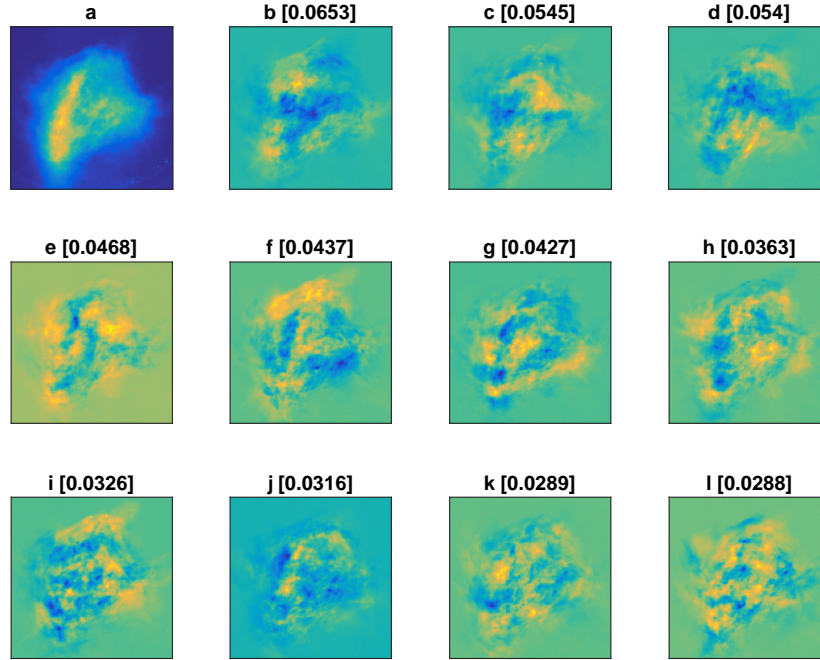 a
b [0.0653]
c [0.0545]
d [0.054]
e [0.0468]
f [0.0437]
g [0.0427]
h [0.0363]
i [0.0326]
j [0.0316]
k [0.0289]
l [0.0288]